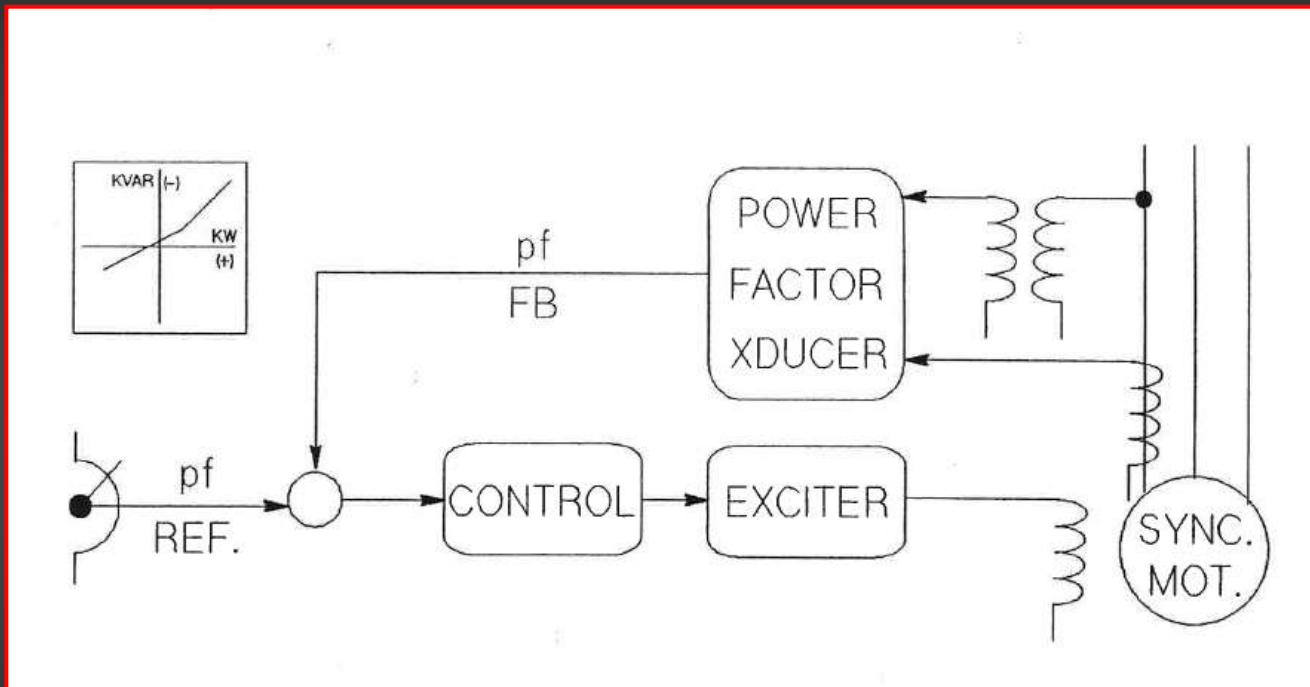 KVAR (-)
KW
(+)
pf
FB
POWER
FACTOR
XDUCER
pf
REF.
CONTROL
EXCITER
SYNC.
MOT.